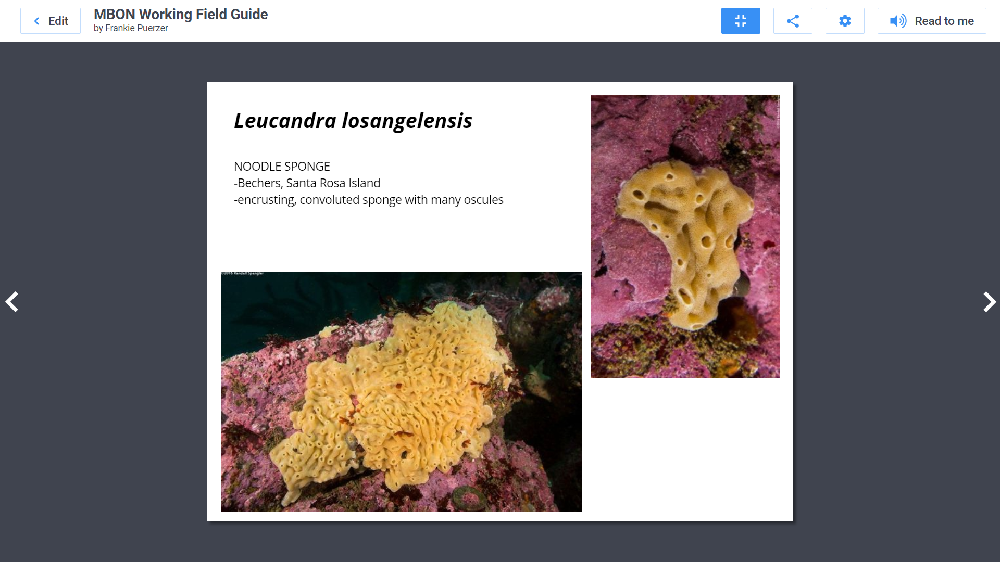 Edit
MBON Working Field Guide
by Frankie Puerzer
Read to me
Leucandra losangelensis
NOODLE SPONGE
-Bechers, Santa Rosa Island
-encrusting, convoluted sponge with many oscules
©2016 Randall Spangler